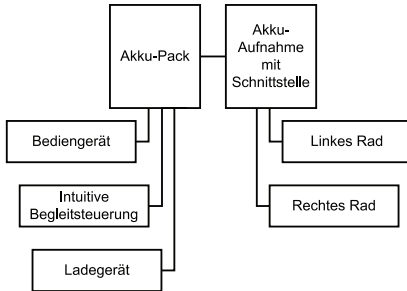 Akku-Pack
Akku-
Aufnahme
mit
Schnittstelle
Bediengerät
Linkes Rad
Intuitive
Begleitsteuerung
Rechtes Rad
Ladegerät